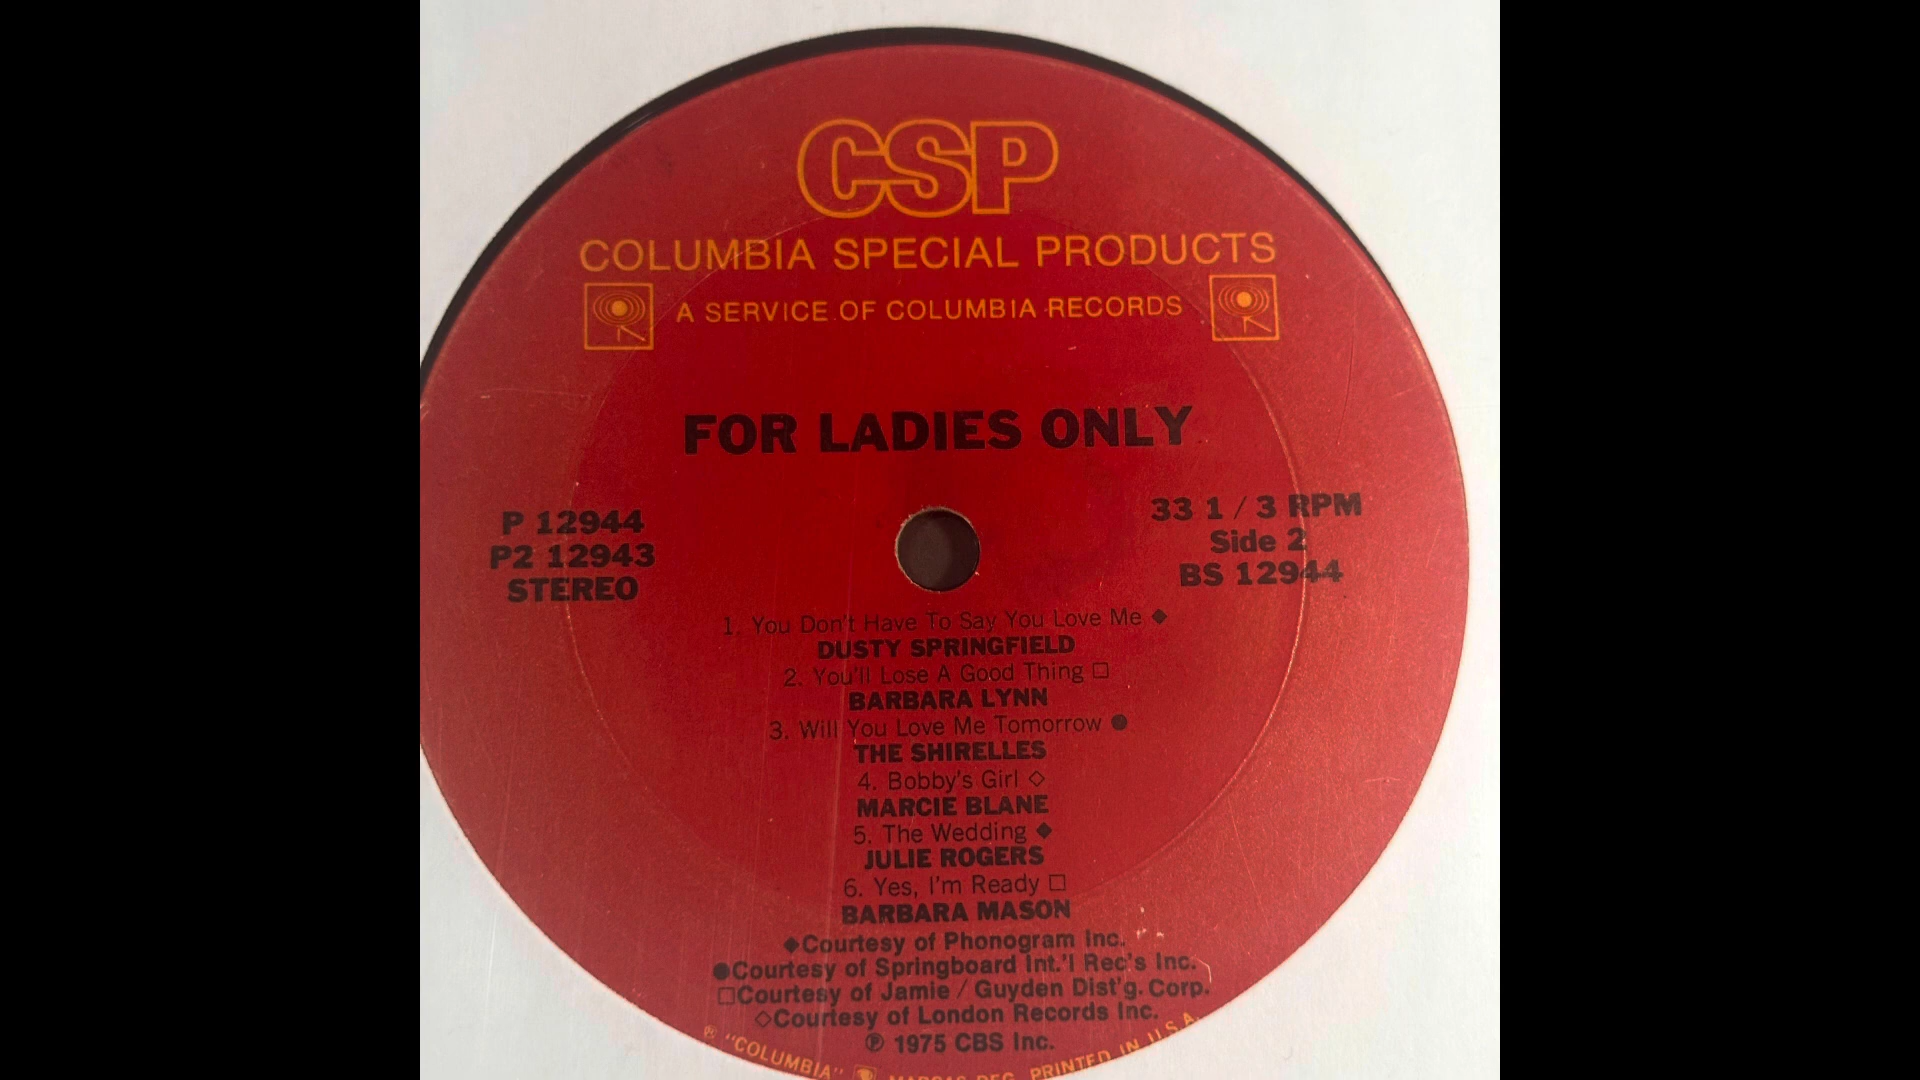 CSP
COLUMBIA SPECIAL PRODUCTS
A SERVICE OF COLUMBIA RECORDS
FOR LADIES ONLY
P 12944
P2 12943
STEREO
33 1 / 3 RPM
Side 2
BS 12944
1. You Don't Have To Say You Love Me ◆
DUSTY SPRINGFIELD
2. You'll Lose A Good Thing □
BARBARA LYNN
3. Will You Love Me Tomorrow ●
THE SHIRELLES
4. Bobby's Girl ◇
MARCIE BLANE
5. The Wedding ◆
JULIE ROGERS
6. Yes, I'm Ready □
BARBARA MASON
◆Courtesy of Phonogram Inc.
●Courtesy of Springboard Int.'l Rec's Inc.
□Courtesy of Jamie / Guyden Dist'g. Corp.
◇Courtesy of London Records Inc.
℗ 1975 CBS Inc.
® "COLUMBIA" MARCAS REG. PRINTED IN U.S.A.